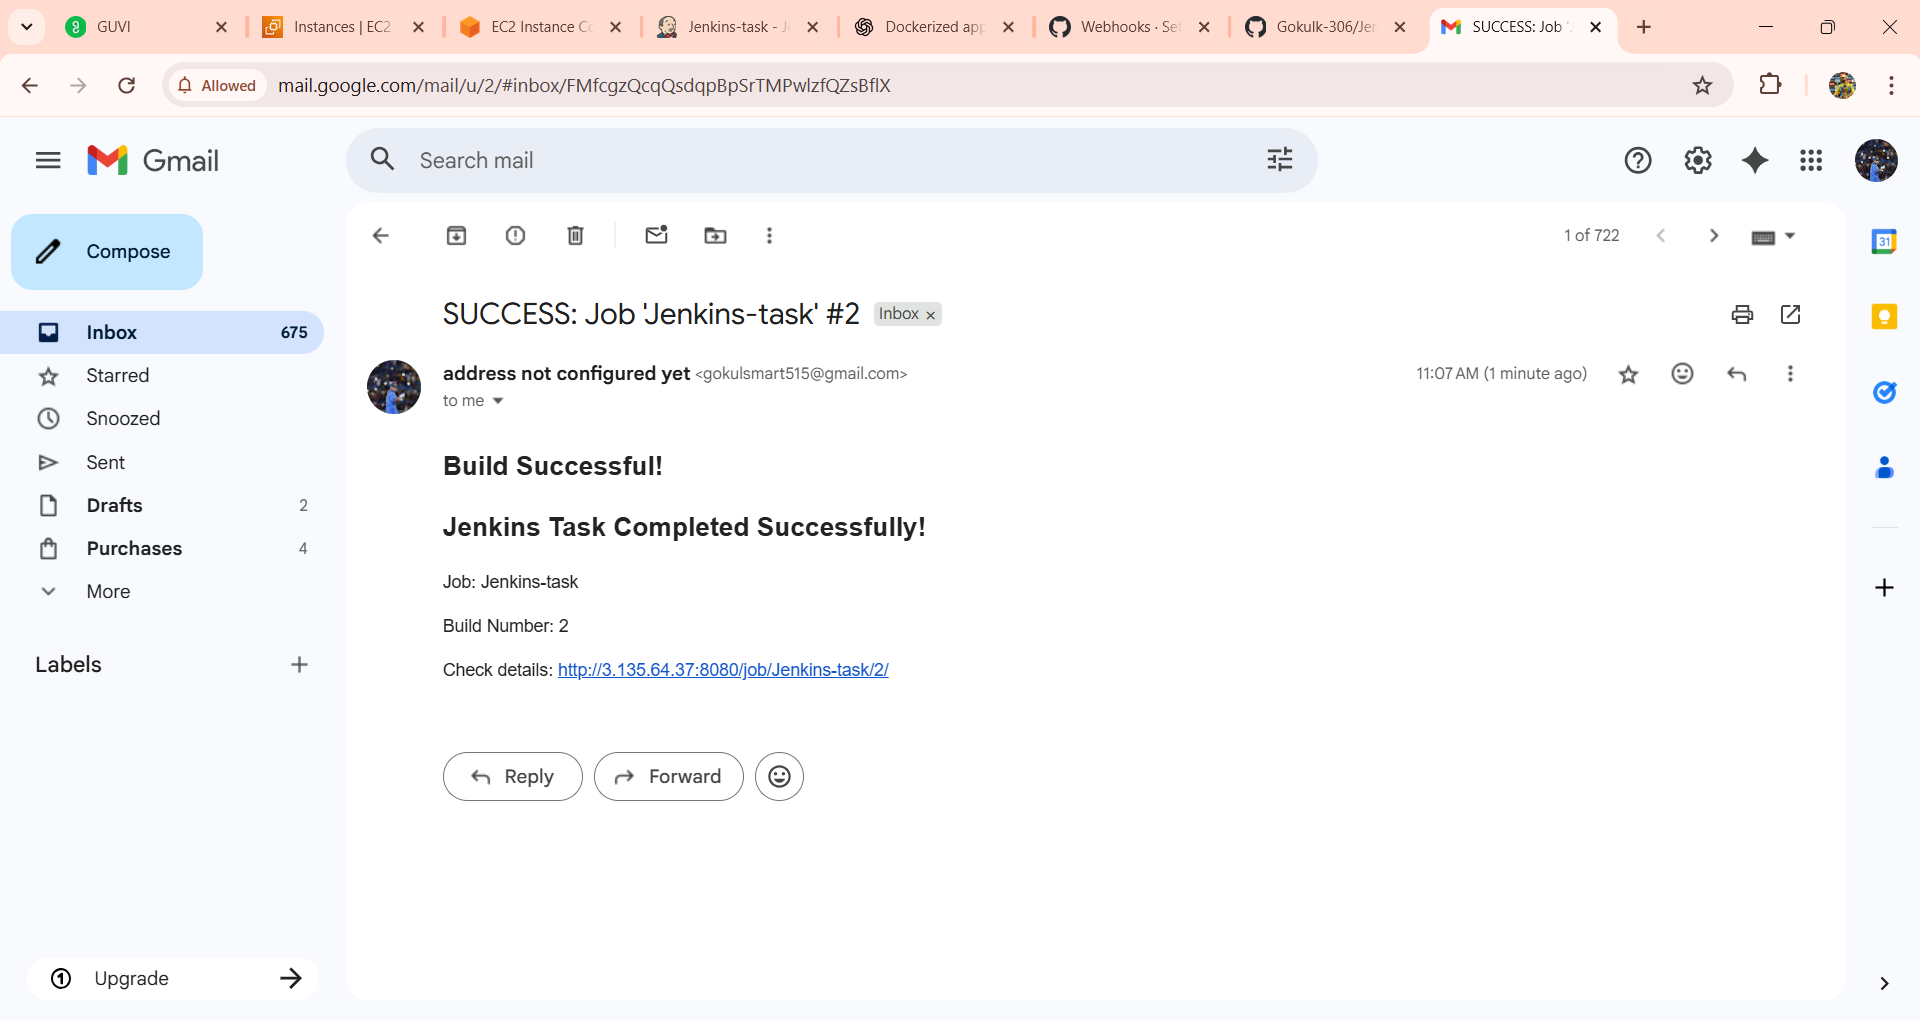 GUVI
Instances | EC2
EC2 Instance Co
Jenkins-task - Je
Dockerized app
Webhooks · Set
Gokulk-306/Jer
SUCCESS: Job 'J
Allowed
mail.google.com/mail/u/2/#inbox/FMfcgzQcqQsdqpBpSrTMPwlzfQZsBflX
Gmail
Search mail
Compose
1 of 722
Inbox 675
Starred
Snoozed
Sent
Drafts 2
Purchases 4
More
Labels
Upgrade
SUCCESS: Job 'Jenkins-task' #2 Inbox ×
address not configured yet <gokulsmart515@gmail.com>
11:07 AM (1 minute ago)
to me
Build Successful!
Jenkins Task Completed Successfully!
Job: Jenkins-task
Build Number: 2
Check details: http://3.135.64.37:8080/job/Jenkins-task/2/
Reply
Forward
31